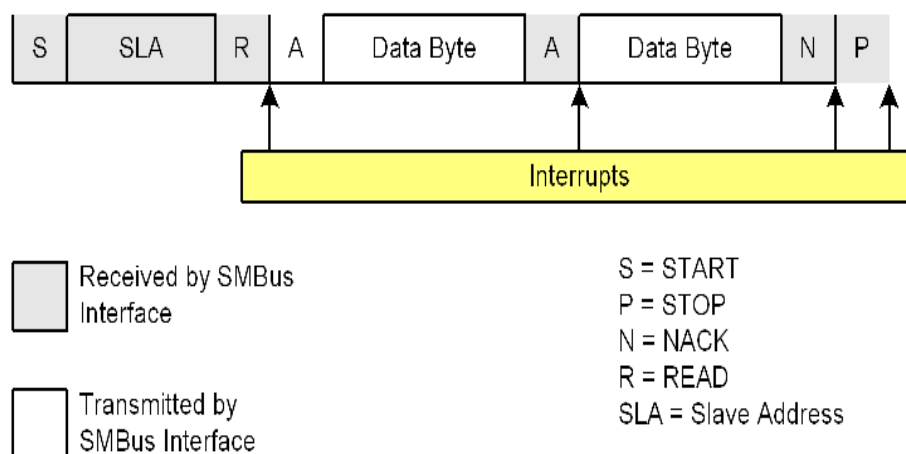 S SLA R A Data Byte A Data Byte N P
Interrupts
Received by SMBus
Interface
Transmitted by
SMBus Interface
S = START
P = STOP
N = NACK
R = READ
SLA = Slave Address